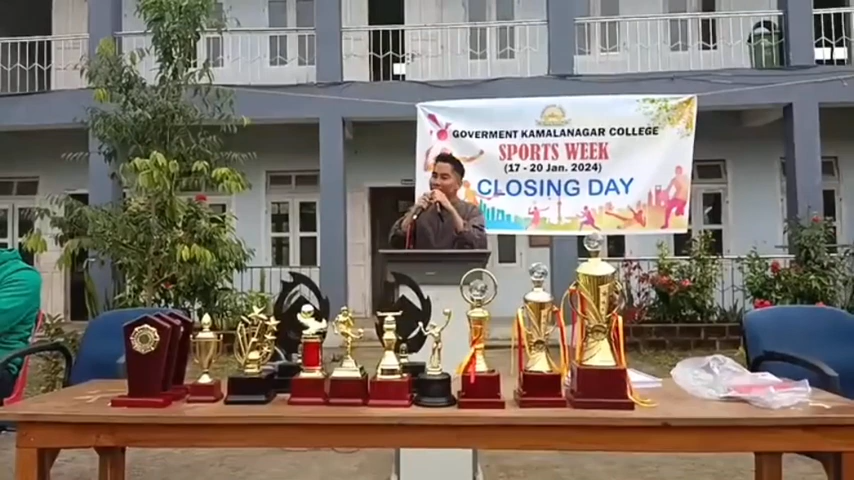 GOVERMENT KAMALANAGAR COLLEGE
SPORTS WEEK
(17 - 20 JAN. 2024)
CLOSING DAY